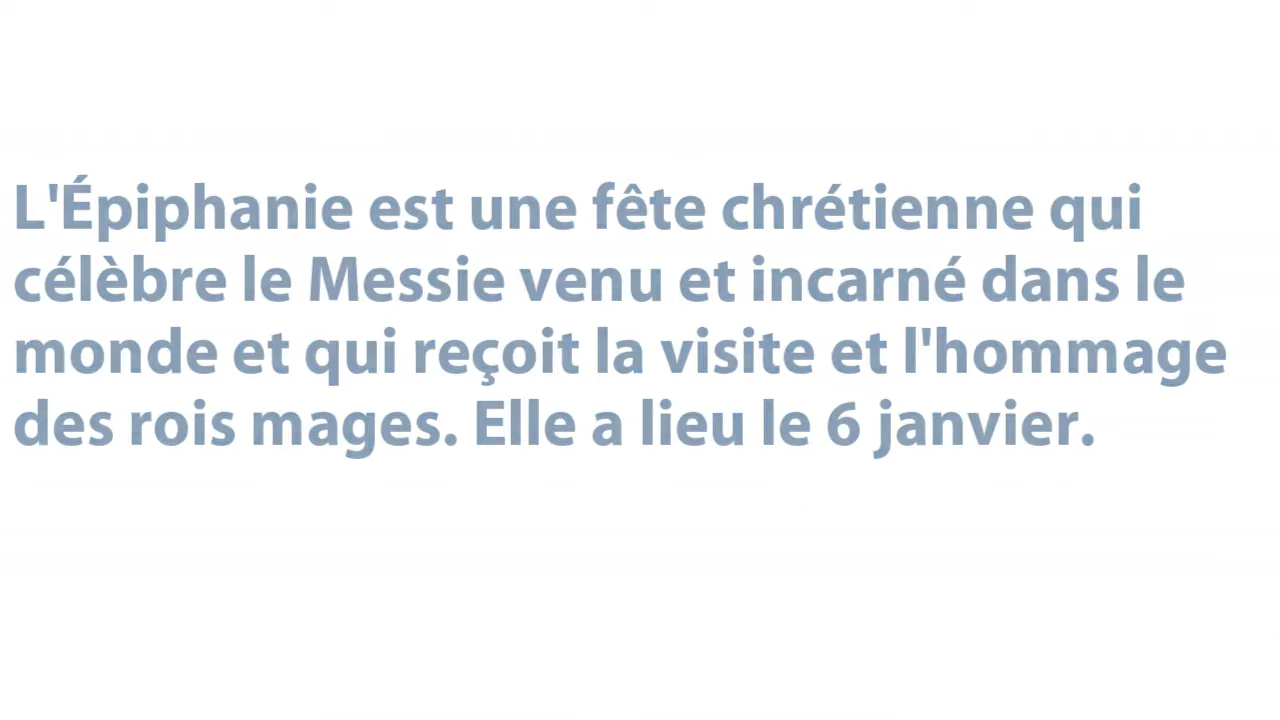 L'Épiphanie est une fête chrétienne qui
célèbre le Messie venu et incarné dans le
monde et qui reçoit la visite et l'hommage
des rois mages. Elle a lieu le 6 janvier.